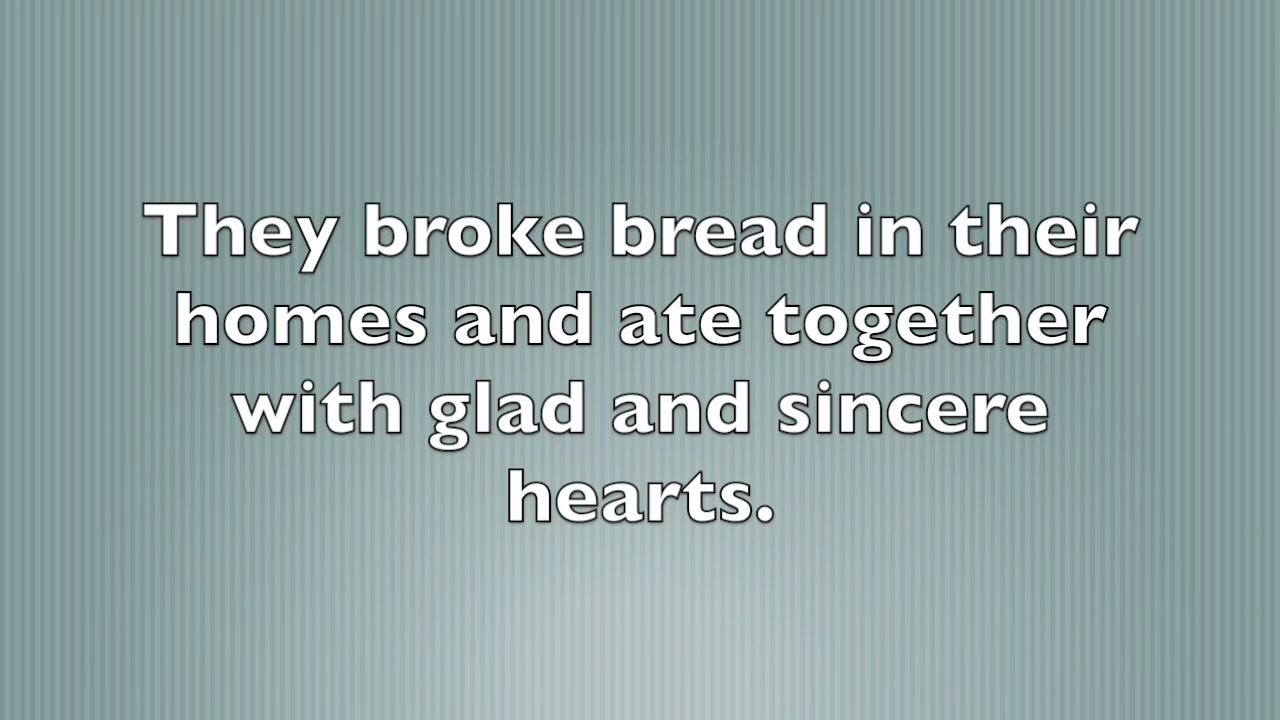 They broke bread in their
homes and ate together
with glad and sincere
hearts.